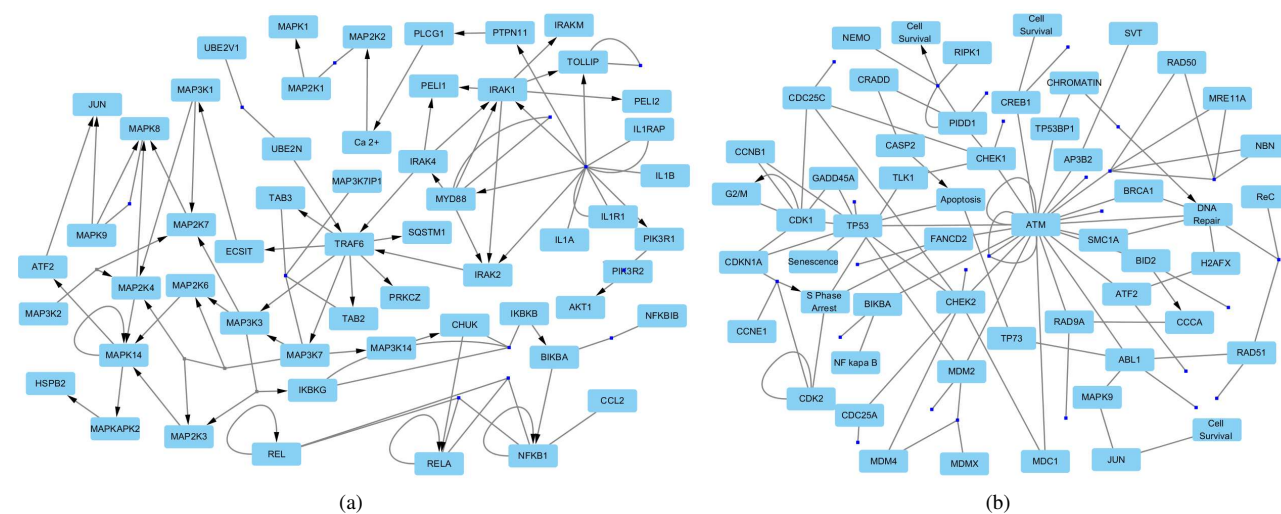 MAPK1
UBE2V1
MAP2K2
PLCG1
PTPN11
IRAKM
TOLLIP
MAP2K1
MAP3K1
JUN
PELI1
IRAK1
PELI2
MAPK8
IL1RAP
Ca 2+
UBE2N
IRAK4
IL1B
MAP3K7IP1
MYD88
TAB3
IL1R1
MAPK9
MAP2K7
ECSIT
TRAF6
SQSTM1
IL1A
PIK3R1
ATF2
IRAK2
PIK3R2
MAP2K4
MAP2K6
PRKCZ
AKT1
MAP3K2
MAP3K3
TAB2
IKBKB
NFKBIB
CHUK
MAPK14
MAP3K7
MAP3K14
BIKBA
HSPB2
IKBKG
CCL2
MAPKAPK2
MAP2K3
REL
RELA
NFKB1
(a)
Cell
Survival
Cell
Survival
NEMO
SVT
RIPK1
RAD50
CRADD
CHROMATIN
CDC25C
CREB1
MRE11A
PIDD1
TP53BP1
CCNB1
CASP2
CHEK1
AP3B2
NBN
GADD45A
TLK1
BRCA1
ReC
G2/M
Apoptosis
CDK1
TP53
ATM
DNA
Repair
FANCD2
SMC1A
CDKN1A
Senescence
BID2
H2AFX
S Phase
Arrest
BIKBA
CHEK2
ATF2
CCNE1
RAD9A
CCCA
TP73
NF kapa B
ABL1
RAD51
MDM2
CDK2
MAPK9
CDC25A
Cell
Survival
MDM4
MDMX
MDC1
JUN
(b)